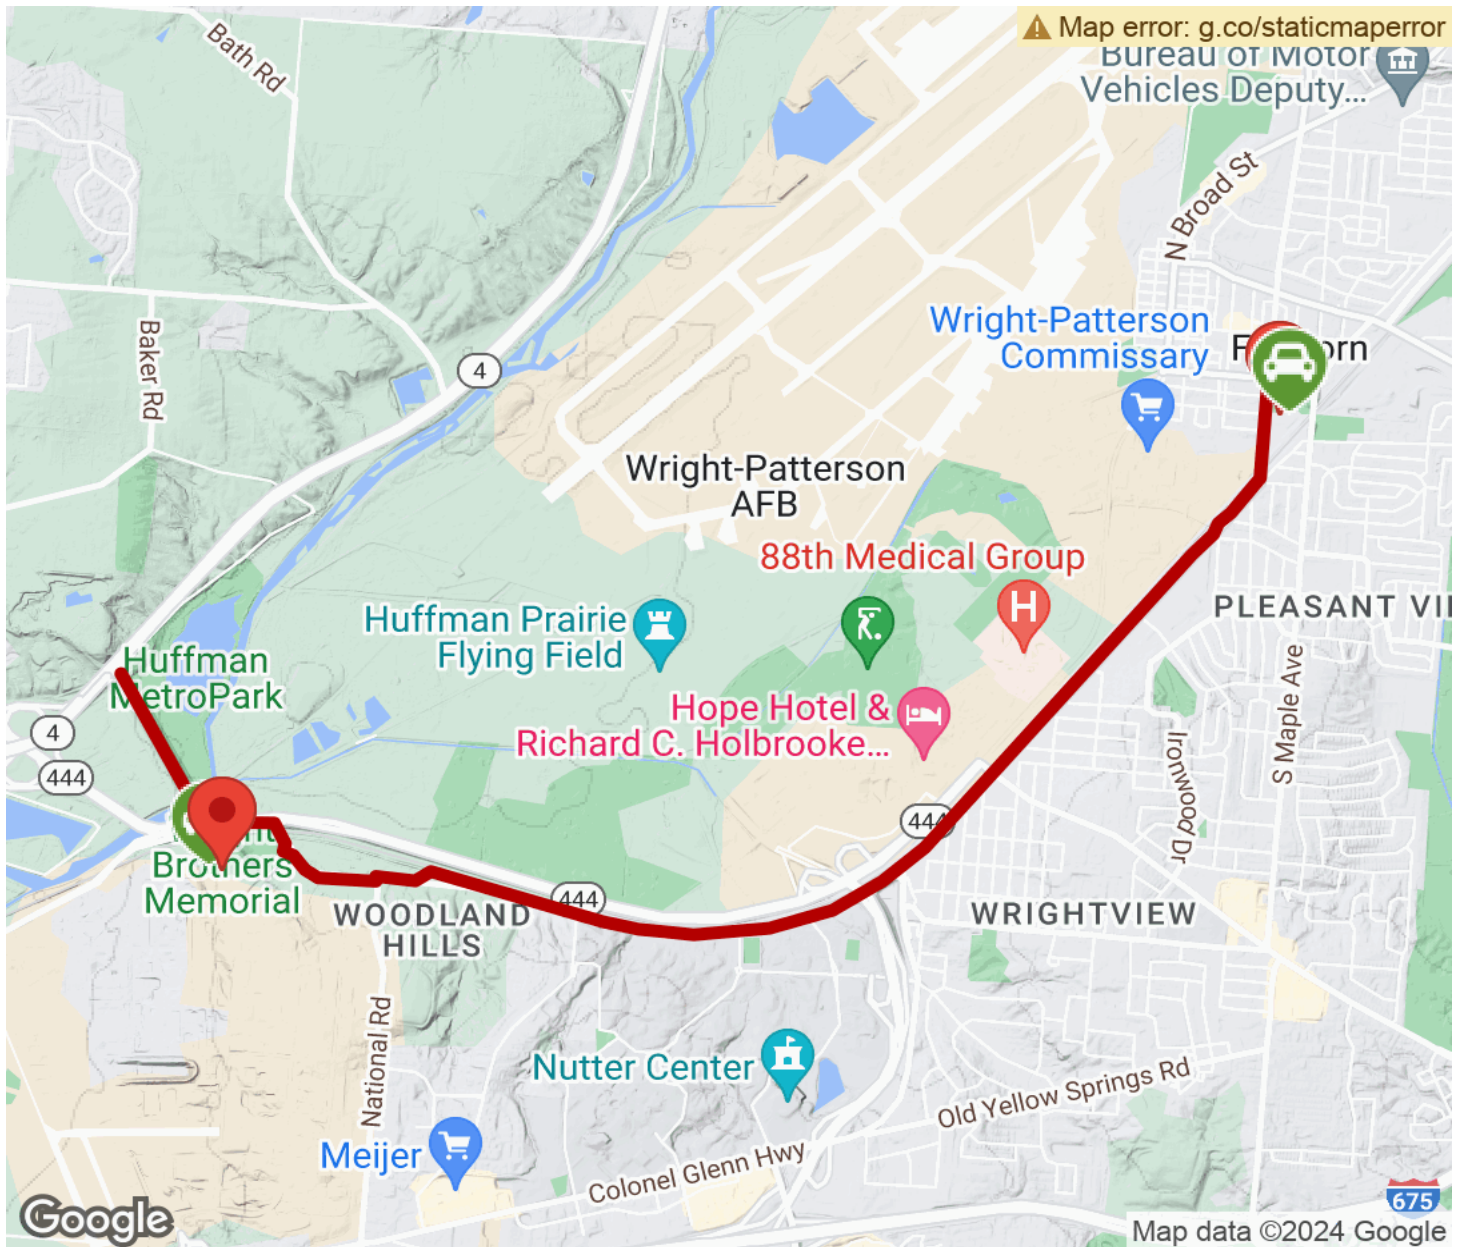 Map error: g.co/staticmaperror
Bath Rd
Bureau of Motor
Vehicles Deputy...
N Broad St
Baker Rd
4
Wright-Patterson
Commissary
Wright-Patterson
AFB
88th Medical Group
H
Huffman Prairie
Flying Field
PLEASANT
Huffman
MetroPark
Hope Hotel &
Richard C. Holbrooke...
S Maple Ave
Ironwood Dr
4
444
444
Brothers
Memorial
444
WOODLAND
HILLS
WRIGHTVIEW
National Rd
Nutter Center
Old Yellow Springs Rd
Meijer
Colonel Glenn Hwy
675
Google
Map data ©2024 Google